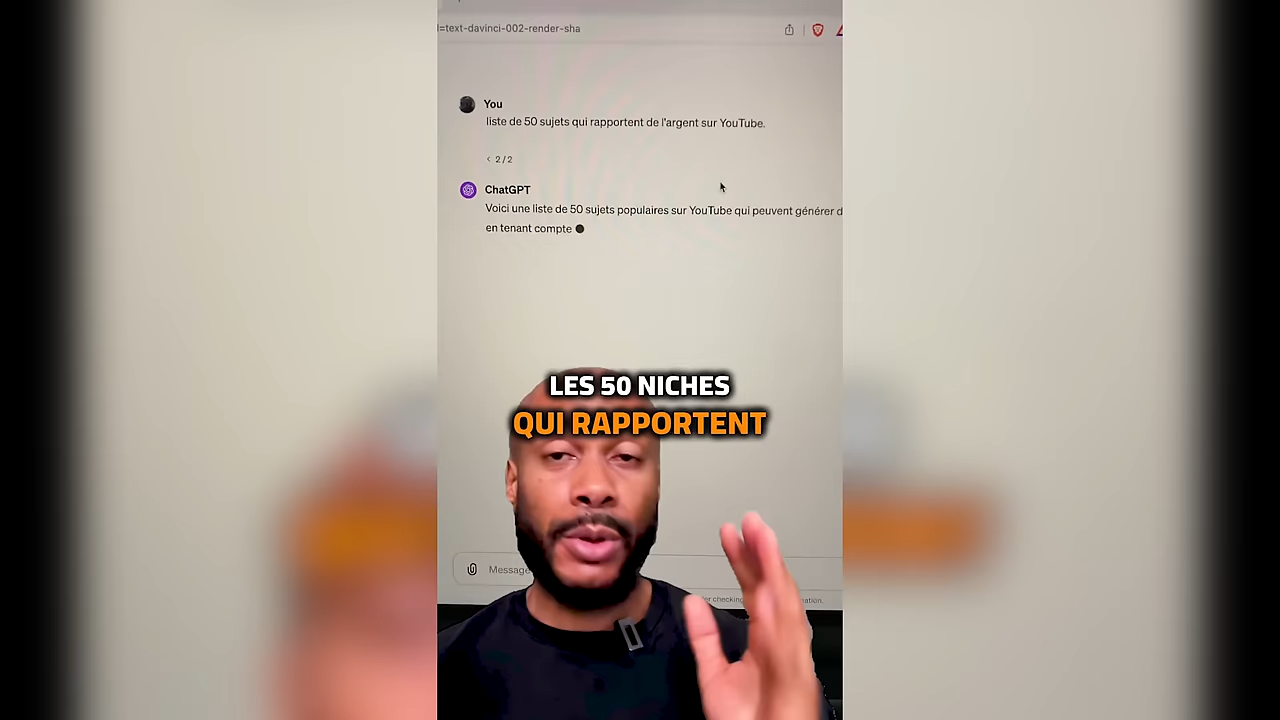 l=text-davinci-002-render-sha
You
liste de 50 sujets qui rapportent de l'argent sur YouTube.
< 2/2
ChatGPT
Voici une liste de 50 sujets populaires sur YouTube qui peuvent générer d
en tenant compte
LES 50 NICHES
QUI RAPPORTENT
Message
checking